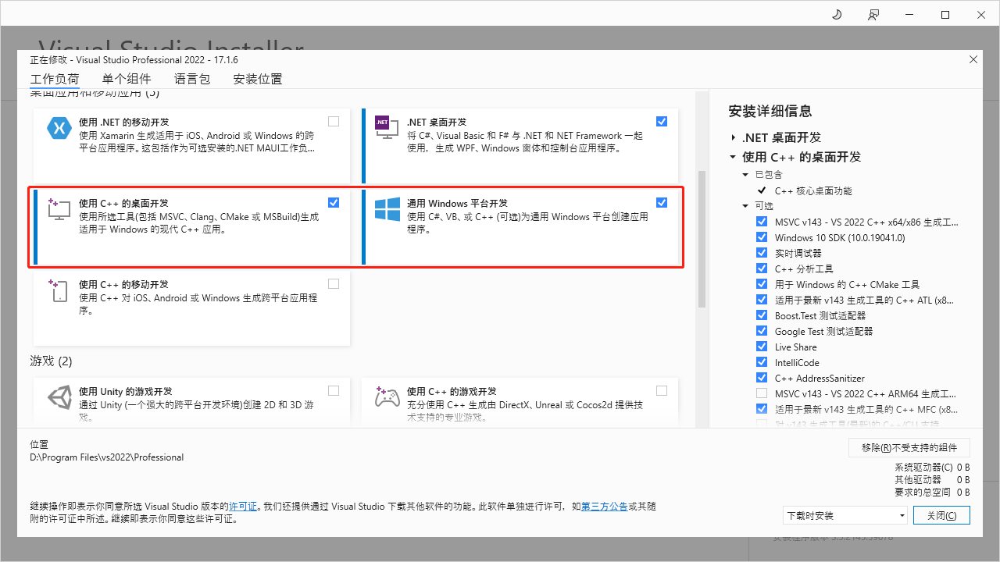 Visual Studio Installer
正在修改 - Visual Studio Professional 2022 - 17.1.6
工作负荷 单个组件 语言包 安装位置
桌面应用和移动应用 (5)
使用 .NET 的移动开发
使用 Xamarin 生成适用于 iOS、Android 或 Windows 的跨
平台应用程序。这包括作为可选安装的.NET MAUI工作负...
.NET
.NET 桌面开发
将 C#、Visual Basic 和 F# 与 .NET 和 NET Framework 一起
使用，生成 WPF、Windows 窗体和控制台应用程序。
使用 C++ 的桌面开发
使用所选工具(包括 MSVC、Clang、CMake 或 MSBuild)生成
适用于 Windows 的现代 C++ 应用。
通用 Windows 平台开发
使用 C#、VB、或 C++ (可选)为通用 Windows 平台创建应用
程序。
使用 C++ 的移动开发
使用 C++ 对 iOS、Android 或 Windows 生成跨平台应用程
序。
游戏 (2)
使用 Unity 的游戏开发
通过 Unity (一个强大的跨平台开发环境)创建 2D 和 3D 游
戏。
使用 C++ 的游戏开发
充分使用 C++ 生成由 DirectX、Unreal 或 Cocos2d 提供技
术支持的专业游戏。
安装详细信息
.NET 桌面开发
使用 C++ 的桌面开发
已包含
C++ 核心桌面功能
可选
MSVC v143 - VS 2022 C++ x64/x86 生成工...
Windows 10 SDK (10.0.19041.0)
实时调试器
C++ 分析工具
用于 Windows 的 C++ CMake 工具
适用于最新 v143 生成工具的 C++ ATL (x8...
Boost.Test 测试适配器
Google Test 测试适配器
Live Share
IntelliCode
C++ AddressSanitizer
MSVC v143 - VS 2022 C++ ARM64 生成工...
适用于最新 v143 生成工具的 C++ MFC (x8...
对 v143 生成工具(最新)的 C++/CLI 支持
位置
D:\Program Files\vs2022\Professional
移除(R)不受支持的组件
系统驱动器(C) 0 B
其他驱动器 0 B
要求的总空间 0 B
继续操作即表示你同意所选 Visual Studio 版本的许可证。我们还提供通过 Visual Studio 下载其他软件的功能。此软件单独进行许可，如第三方公告或其随
附的许可证中所述。继续即表示你同意这些许可证。
下载时安装
关闭(C)
安装程序版本 3.5.2145.39078